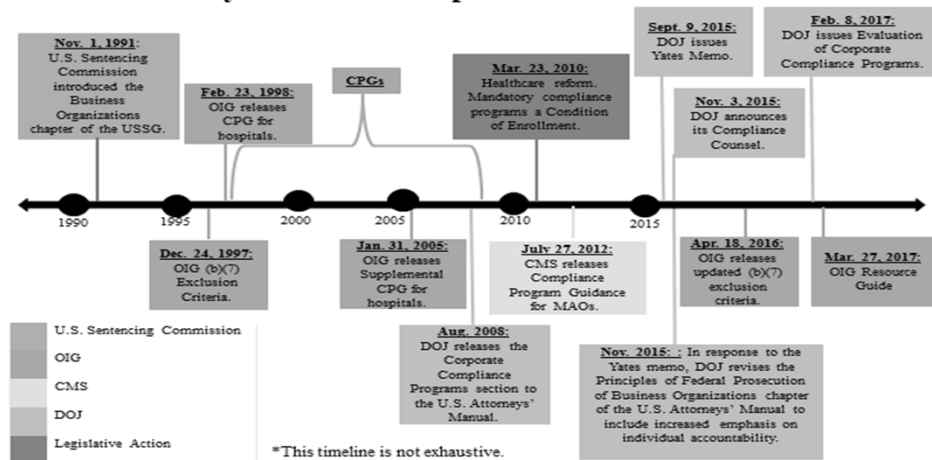 Nov. 1, 1991:
U.S. Sentencing
Commission
introduced the
Business
Organizations
chapter of the USSG.
Feb. 23, 1998:
OIG releases
CPG for
hospitals.
CPGs
Mar. 23, 2010:
Healthcare reform.
Mandatory compliance
programs a Condition
of Enrollment.
Sept. 9, 2015:
DOJ issues
Yates Memo.
Nov. 3, 2015:
DOJ announces
its Compliance
Counsel.
Feb. 8, 2017:
DOJ issues Evaluation
of Corporate
Compliance Programs.
1990
1995
2000
2005
2010
2015
Dec. 24, 1997:
OIG (b)(7)
Exclusion
Criteria.
Jan. 31, 2005:
OIG releases
Supplemental
CPG for
hospitals.
July 27, 2012:
CMS releases
Compliance
Program Guidance
for MAOs.
Apr. 18, 2016:
OIG releases
updated (b)(7)
exclusion
criteria.
Mar. 27, 2017:
OIG Resource
Guide
Aug. 2008:
DOJ releases the
Corporate
Compliance
Programs section to
the U.S. Attorneys'
Manual.
Nov. 2015: : In response to the
Yates memo, DOJ revises the
Principles of Federal Prosecution
of Business Organizations chapter
of the U.S. Attorneys' Manual to
include increased emphasis on
individual accountability.
U.S. Sentencing Commission
OIG
CMS
DOJ
Legislative Action
*This timeline is not exhaustive.